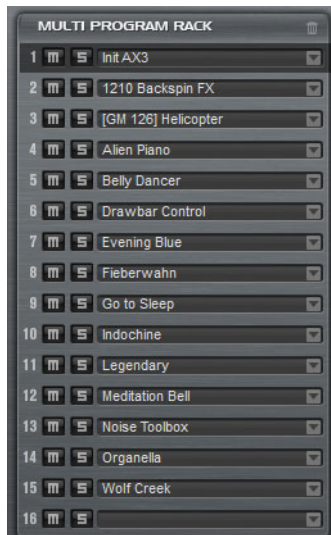 MULTI PROGRAM RACK
1 m S Init AX3
2 m S 1210 Backspin FX
3 m S [GM 126] Helicopter
4 m S Alien Piano
5 m S Belly Dancer
6 m S Drawbar Control
7 m S Evening Blue
8 m S Fieberwahn
9 m S Go to Sleep
10 m S Indochine
11 m S Legendary
12 m S Meditation Bell
13 m S Noise Toolbox
14 m S Organella
15 m S Wolf Creek
16 m S